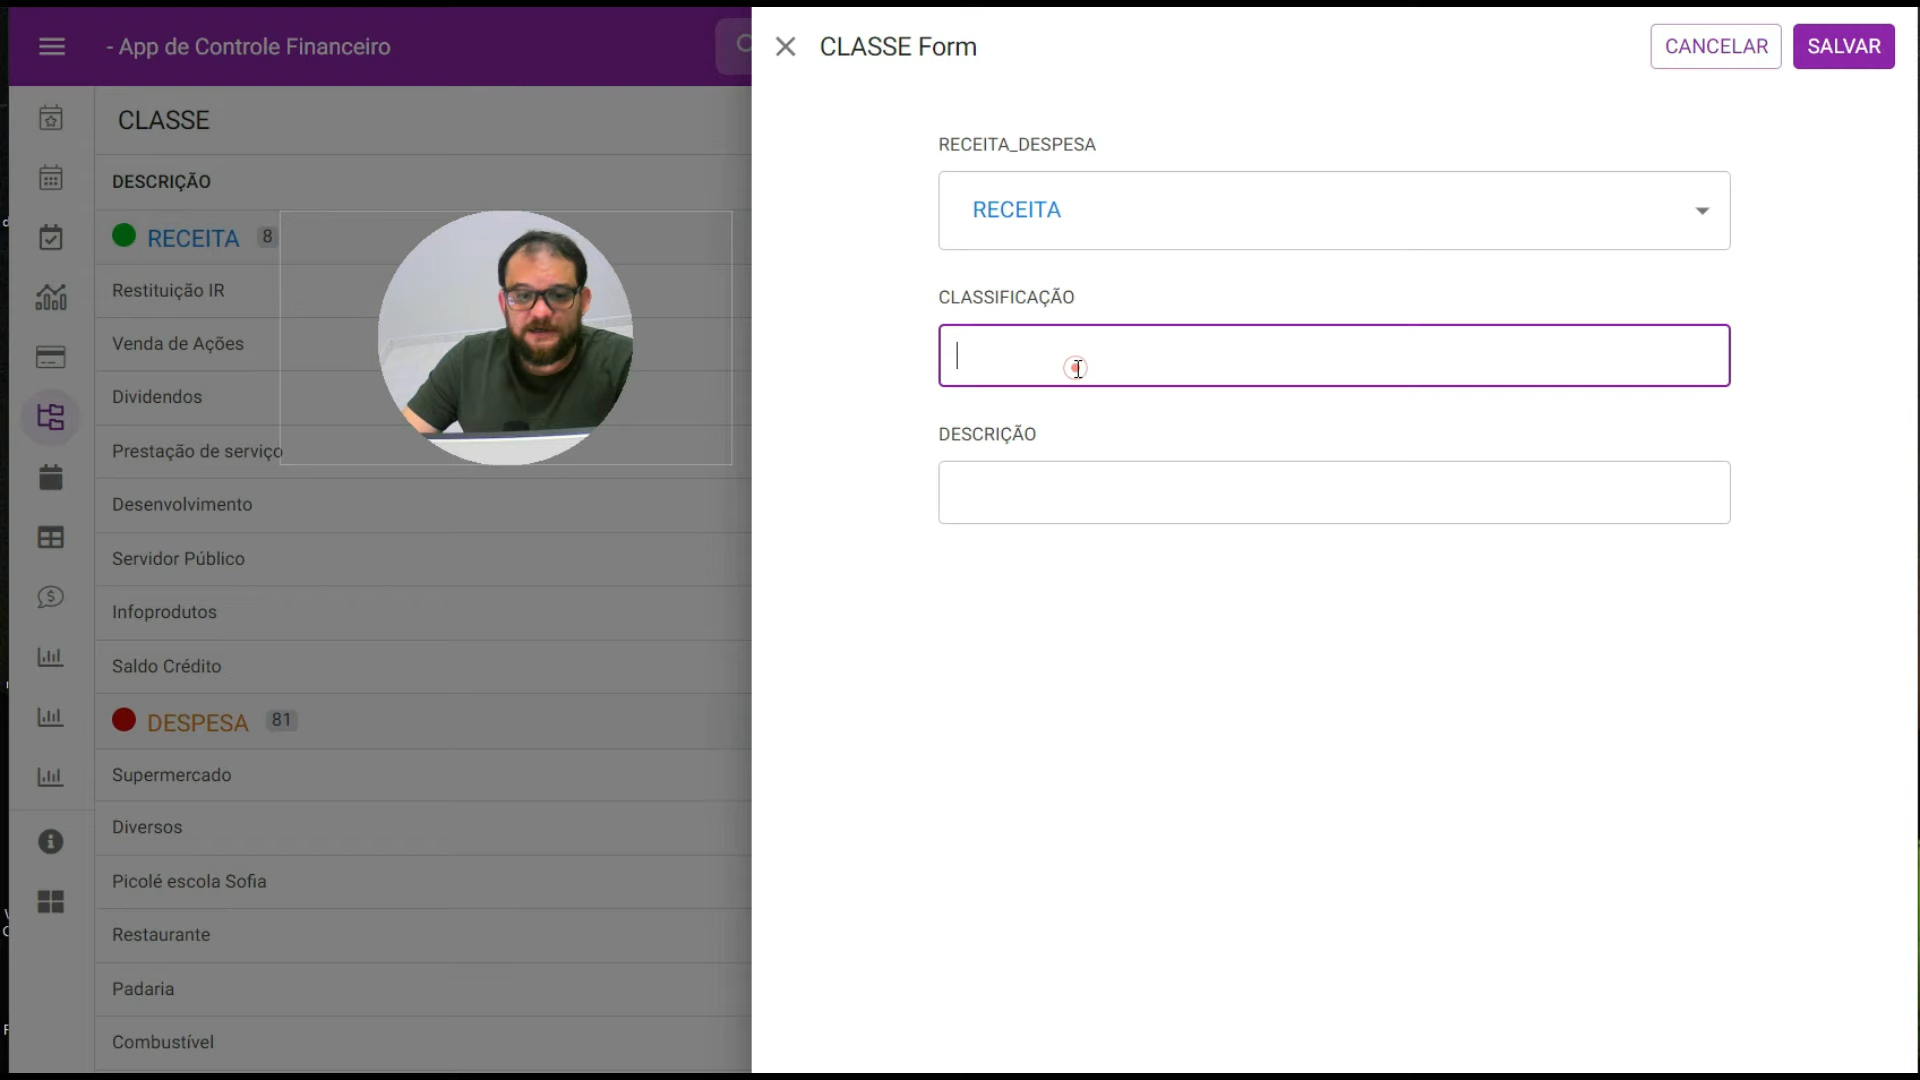 - App de Controle Financeiro
CLASSE
DESCRIÇÃO
RECEITA 8
Restituição IR
Venda de Ações
Dividendos
Prestação de serviço
Desenvolvimento
Servidor Público
Infoprodutos
Saldo Crédito
DESPESA 81
Supermercado
Diversos
Picolé escola Sofia
Restaurante
Padaria
Combustível
CLASSE Form
CANCELAR
SALVAR
RECEITA_DESPESA
RECEITA
CLASSIFICAÇÃO
DESCRIÇÃO